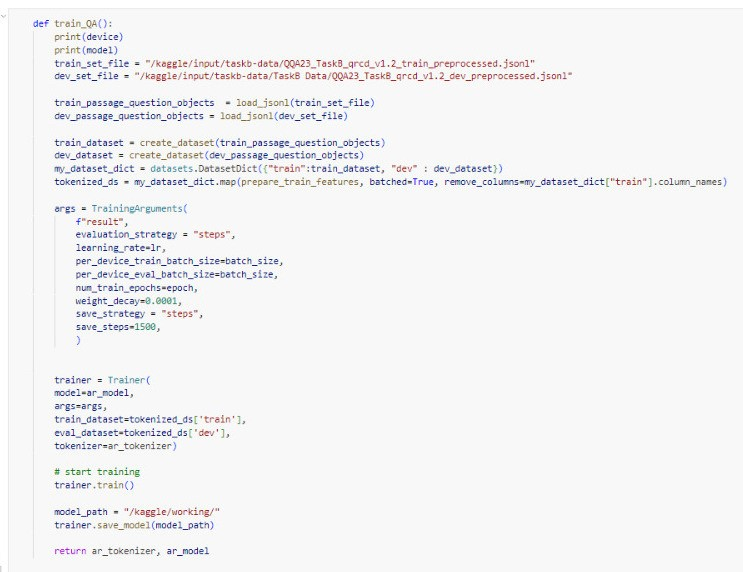 def train_QA():
print(device)
print(model)
train_set_file = "/kaggle/input/taskb-data/QQA23_TaskB_qrcd_v1.2_train_preprocessed.jsonl"
dev_set_file = "/kaggle/input/taskb-data/TaskB Data/QQA23_TaskB_qrcd_v1.2_dev_preprocessed.jsonl"
train_passage_question_objects = load_jsonl(train_set_file)
dev_passage_question_objects = load_jsonl(dev_set_file)
train_dataset = create_dataset(train_passage_question_objects)
dev_dataset = create_dataset(dev_passage_question_objects)
my_dataset_dict = datasets.DatasetDict({"train":train_dataset, "dev" : dev_dataset})
tokenized_ds = my_dataset_dict.map(prepare_train_features, batched=True, remove_columns=my_dataset_dict["train"].column_names)
args = TrainingArguments(
f"result",
evaluation_strategy = "steps",
learning_rate=lr,
per_device_train_batch_size=batch_size,
per_device_eval_batch_size=batch_size,
num_train_epochs=epoch,
weight_decay=0.0001,
save_strategy = "steps",
save_steps=1500,
)
trainer = Trainer(
model=ar_model,
args=args,
train_dataset=tokenized_ds['train'],
eval_dataset=tokenized_ds['dev'],
tokenizer=ar_tokenizer)
# start training
trainer.train()
model_path = "/kaggle/working/"
trainer.save_model(model_path)
return ar_tokenizer, ar_model